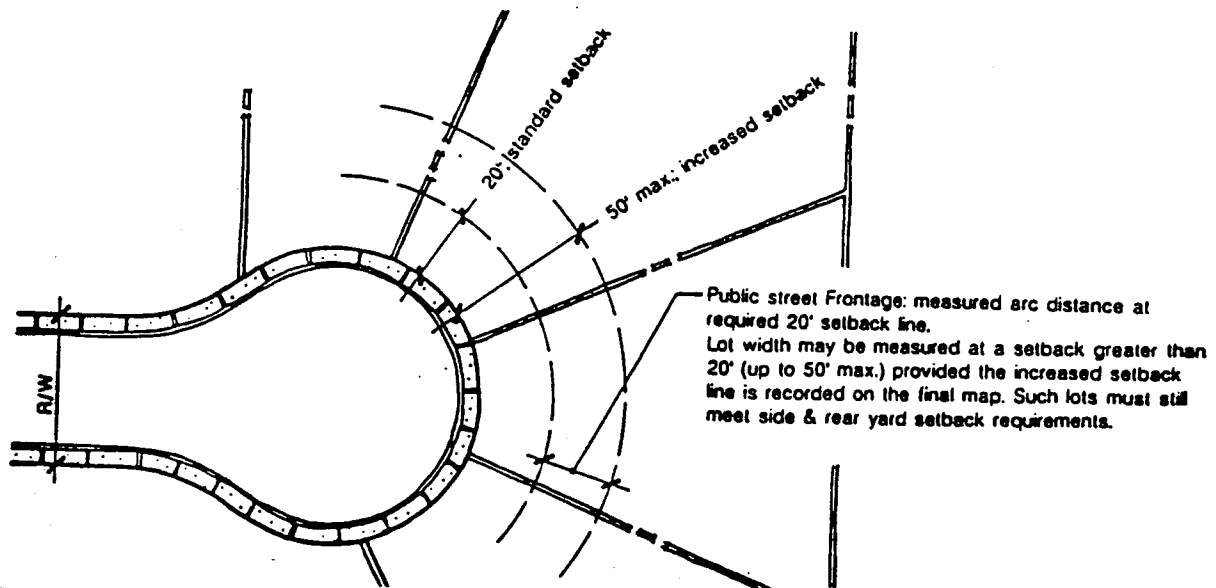 20' standard setback
50' max.; increased setback
Public street Frontage: measured arc distance at
required 20' setback line.
Lot width may be measured at a setback greater than
20' (up to 50' max.) provided the increased setback
line is recorded on the final map. Such lots must still
meet side & rear yard setback requirements.
R/W